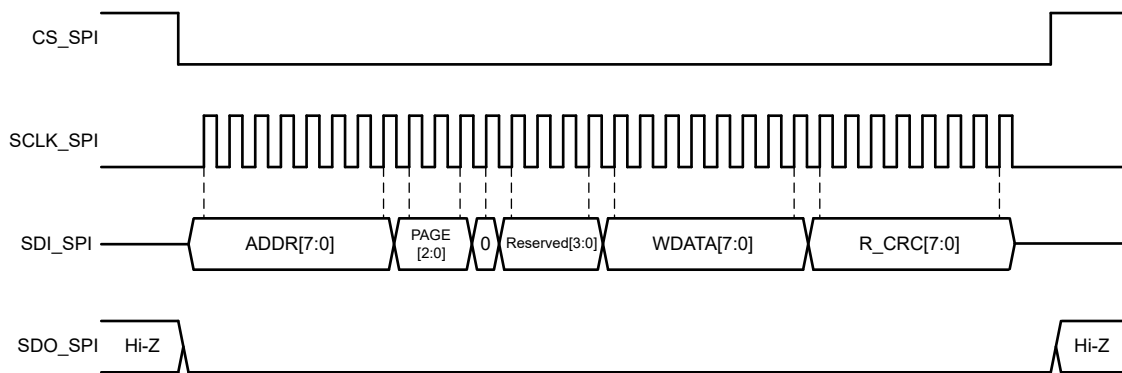 CS_SPI
SCLK_SPI
SDI_SPI
ADDR[7:0]
PAGE
[2:0]
0
Reserved[3:0]
WDATA[7:0]
R_CRC[7:0]
SDO_SPI
Hi-Z
Hi-Z